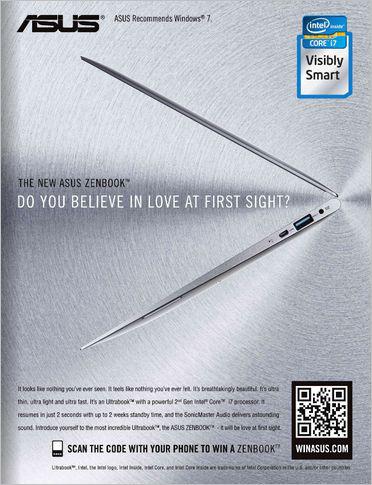 ASUS® ASUS Recommends Windows® 7.
intel inside™
CORE™ i7
Visibly
Smart
THE NEW ASUS ZENBOOK™
DO YOU BELIEVE IN LOVE AT FIRST SIGHT?
It looks like nothing you've ever seen. It feels like nothing you've ever felt. It's breathtakingly beautiful. It's ultra
thin, ultra light and ultra fast. It's an Ultrabook™ with a powerful 2nd Gen Intel® Core™ i7 processor. It
resumes in just 2 seconds with up to 2 weeks standby time, and the SonicMaster Audio delivers astounding
sound. Introduce yourself to the most incredible Ultrabook™, the ASUS ZENBOOK™ - it will be love at first sight.
SCAN THE CODE WITH YOUR PHONE TO WIN A ZENBOOK™
WINASUS.COM
Ultrabook™, Intel, the Intel logo, Intel Inside, Intel Core, and Core Inside are trademarks of Intel Corporation in the U.S. and/or other countries.